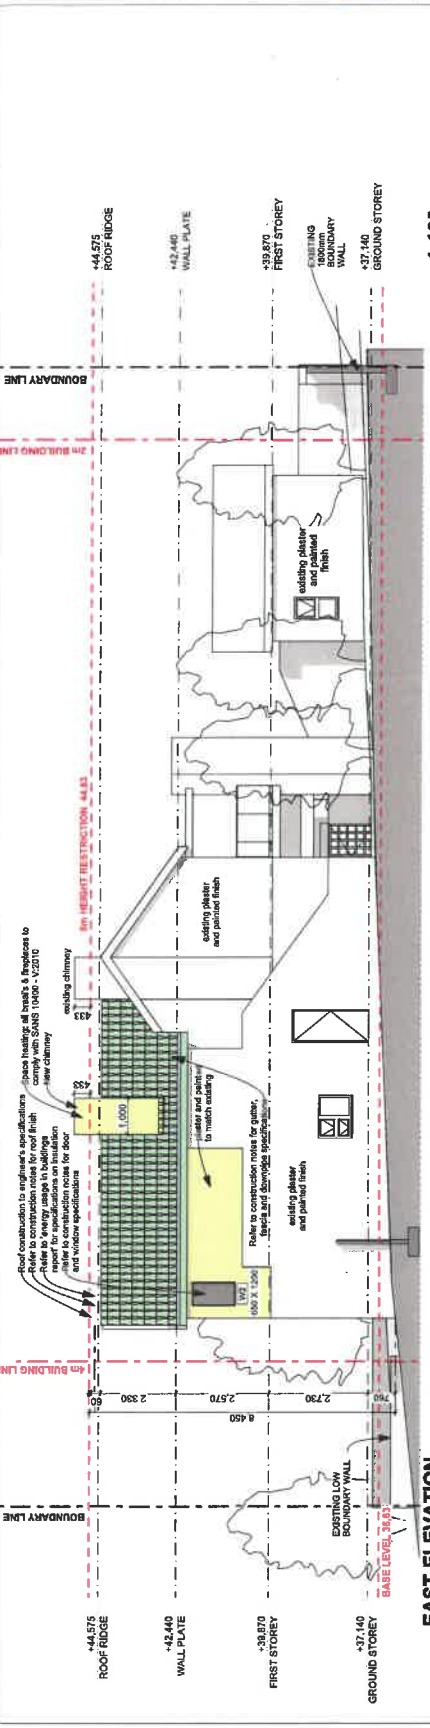 +44,575
ROOF RIDGE
+42,440
WALL PLATE
+39,870
FIRST STOREY
+37,140
GROUND STOREY
BOUNDARY LINE
4m BUILDING LINE
EXISTING LOW
BOUNDARY WALL
BASE LEVEL 36,63
60
2 330
2,570
2,730
760
8 450
Roof construction to engineer's specifications
Refer to construction notes for roof finish
Refer to 'energy usage in buildings
report' for specifications on insulation
Refer to construction notes for door
and window specifications
Space heating: all braai's & fireplaces to
comply with SANS 10400 - V:2010
new chimney
433
433
existing chimney
1,000
8m HEIGHT RESTRICTION 44,63
W2
650 X 1250
plaster and paint
to match existing
Refer to construction notes for gutter,
fascia and downpipe specifications
existing plaster
and painted finish
existing plaster
and painted finish
existing plaster
and painted
finish
2m BUILDING LINE
BOUNDARY LINE
EXISTING
1800mm
BOUNDARY
WALL
+44,575
ROOF RIDGE
+42,440
WALL PLATE
+39,870
FIRST STOREY
+37,140
GROUND STOREY
EAST ELEVATION